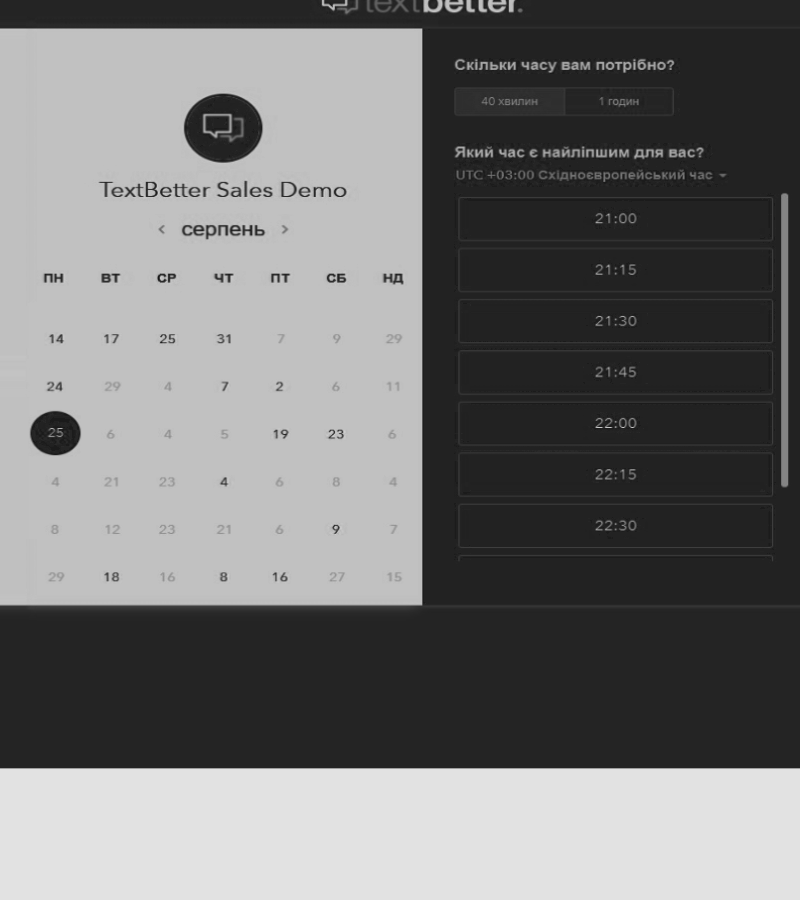 textbetter.
TextBetter Sales Demo
< серпень >
ПН ВТ СР ЧТ ПТ СБ НД
14 17 25 31 7 9 29
24 29 4 7 2 6 11
25 6 4 5 19 23 6
4 21 23 4 6 8 4
8 12 23 21 6 9 7
29 18 16 8 16 27 15
Скільки часу вам потрібно?
40 хвилин 1 годин
Який час є найліпшим для вас?
UTC +03:00 Східноєвропейський час
21:00
21:15
21:30
21:45
22:00
22:15
22:30